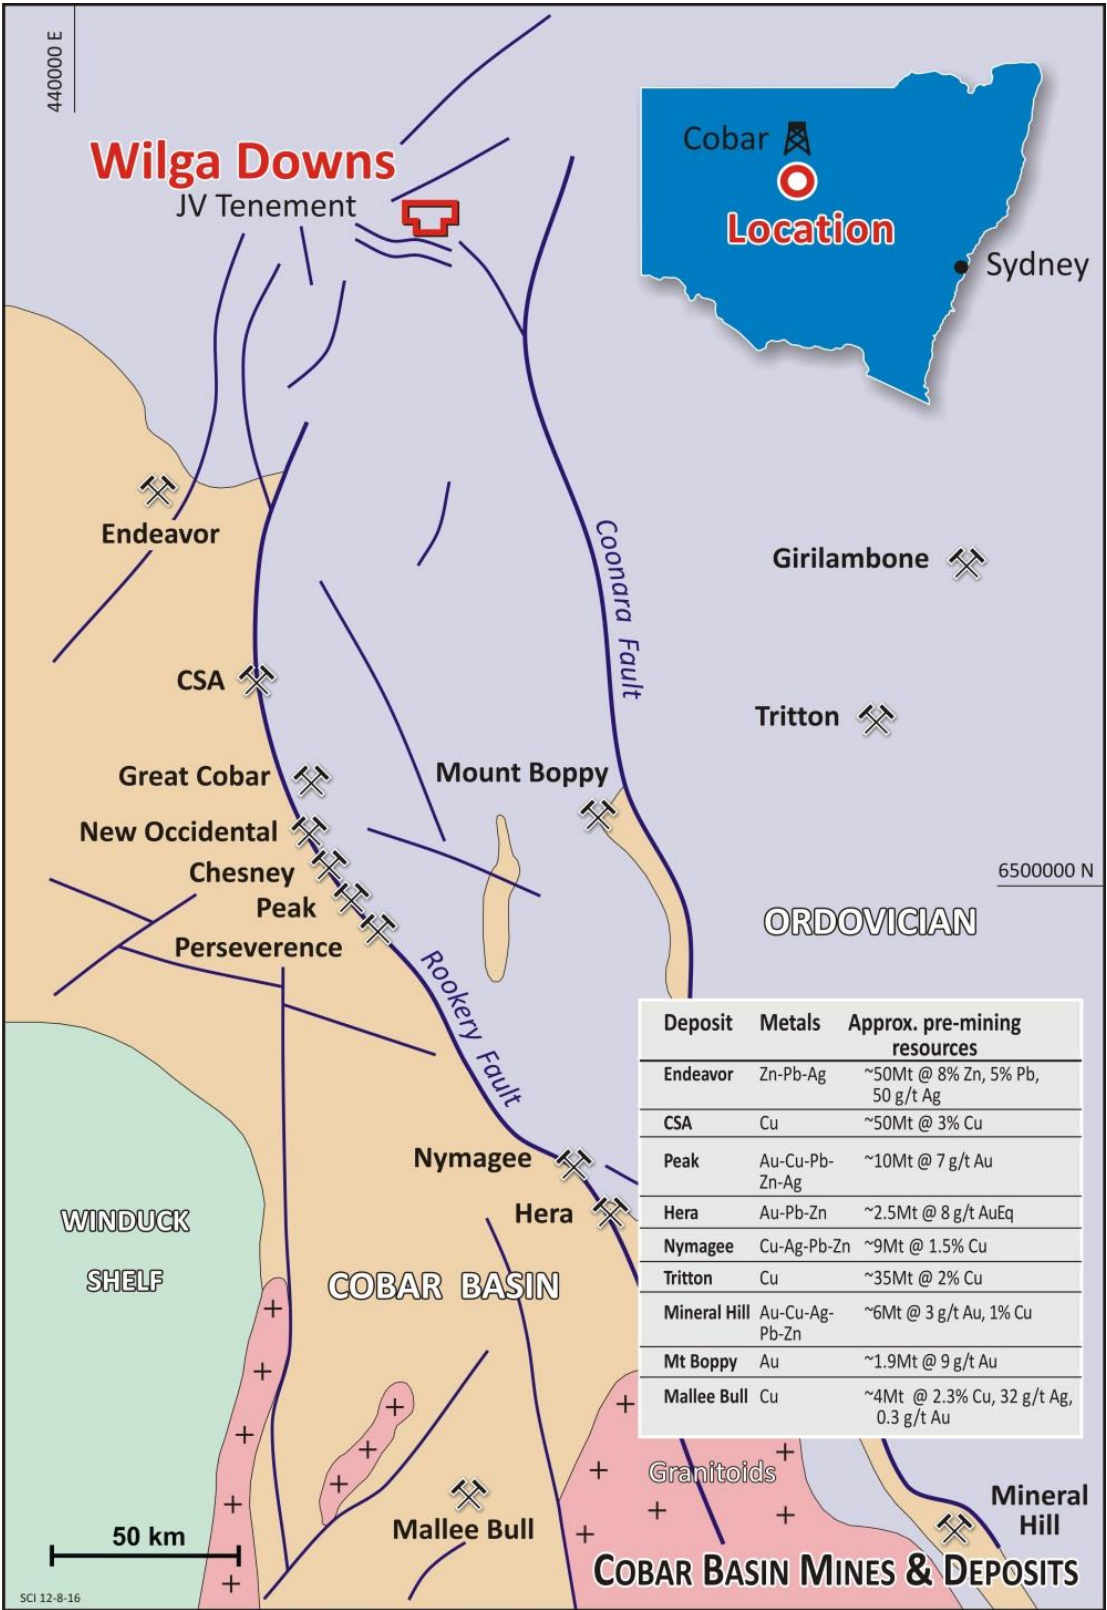 440000 E
Wilga Downs
JV Tenement
Cobar
Location
Sydney
Endeavor
Coonara Fault
Girilambone
CSA
Tritton
Great Cobar
Mount Boppy
New Occidental
Chesney
6500000 N
Peak
ORDOVICIAN
Perseverence
Rookery Fault
Deposit Metals Approx. pre-mining
resources
Endeavor Zn-Pb-Ag ~50Mt @ 8% Zn, 5% Pb,
50 g/t Ag
CSA Cu ~50Mt @ 3% Cu
Peak Au-Cu-Pb- ~10Mt @ 7 g/t Au
Zn-Ag
Hera Au-Pb-Zn ~2.5Mt @ 8 g/t AuEq
Nymagee Cu-Ag-Pb-Zn ~9Mt @ 1.5% Cu
Tritton Cu ~35Mt @ 2% Cu
Mineral Hill Au-Cu-Ag- ~6Mt @ 3 g/t Au, 1% Cu
Pb-Zn
Mt Boppy Au ~1.9Mt @ 9 g/t Au
Mallee Bull Cu ~4Mt @ 2.3% Cu, 32 g/t Ag,
0.3 g/t Au
Nymagee
Hera
WINDUCK
SHELF
COBAR BASIN
Granitoids
Mallee Bull
Mineral
Hill
50 km
COBAR BASIN MINES & DEPOSITS
SCI 12-8-16